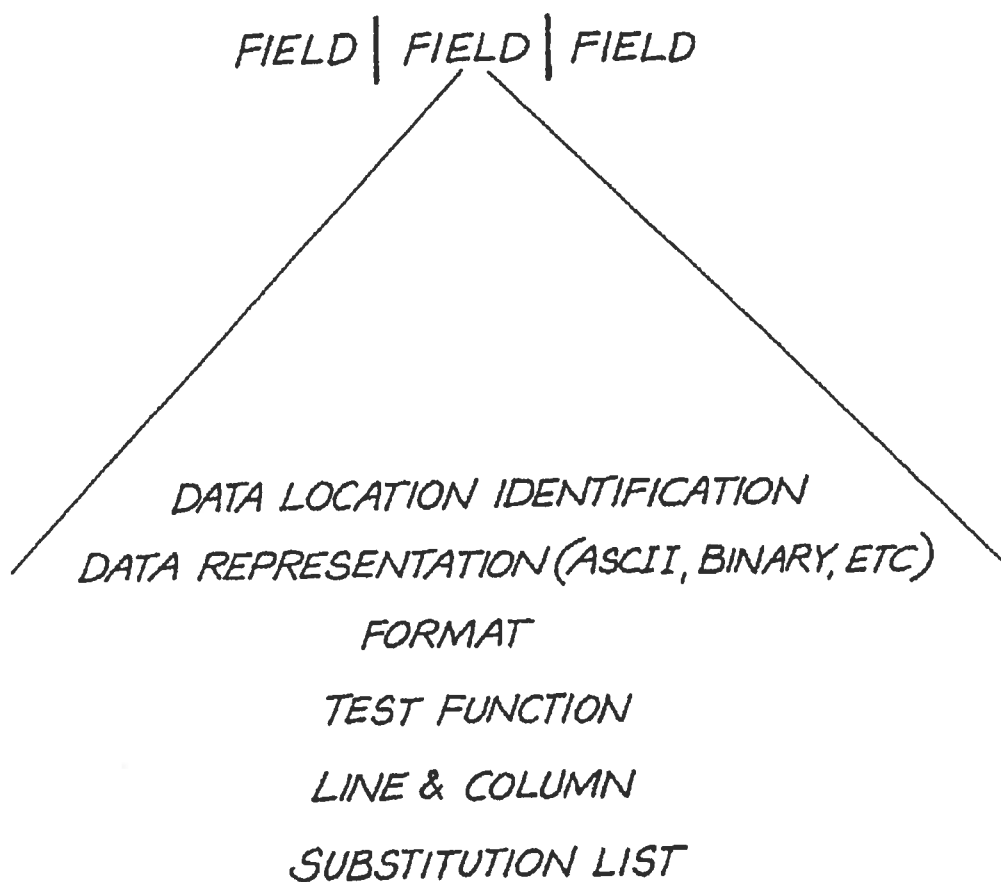 FIELD | FIELD | FIELD
DATA LOCATION IDENTIFICATION
DATA REPRESENTATION (ASCII, BINARY, ETC)
FORMAT
TEST FUNCTION
LINE & COLUMN
SUBSTITUTION LIST